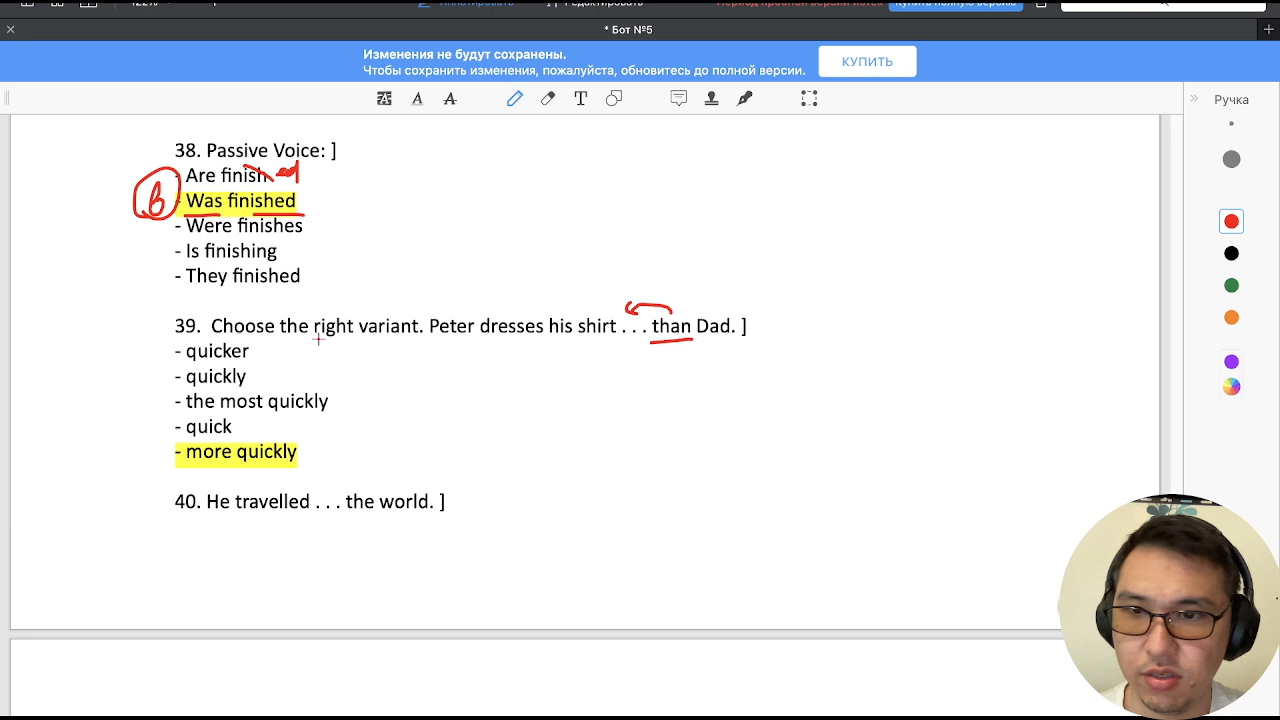 * Бот №5
Изменения не будут сохранены.
Чтобы сохранить изменения, пожалуйста, обновитесь до полной версии.
КУПИТЬ
Ручка
38. Passive Voice: ]
- Are finish ed
B
- Was finished
- Were finishes
- Is finishing
- They finished
39. Choose the right variant. Peter dresses his shirt . . . than Dad. ]
- quicker
- quickly
- the most quickly
- quick
- more quickly
40. He travelled . . . the world. ]